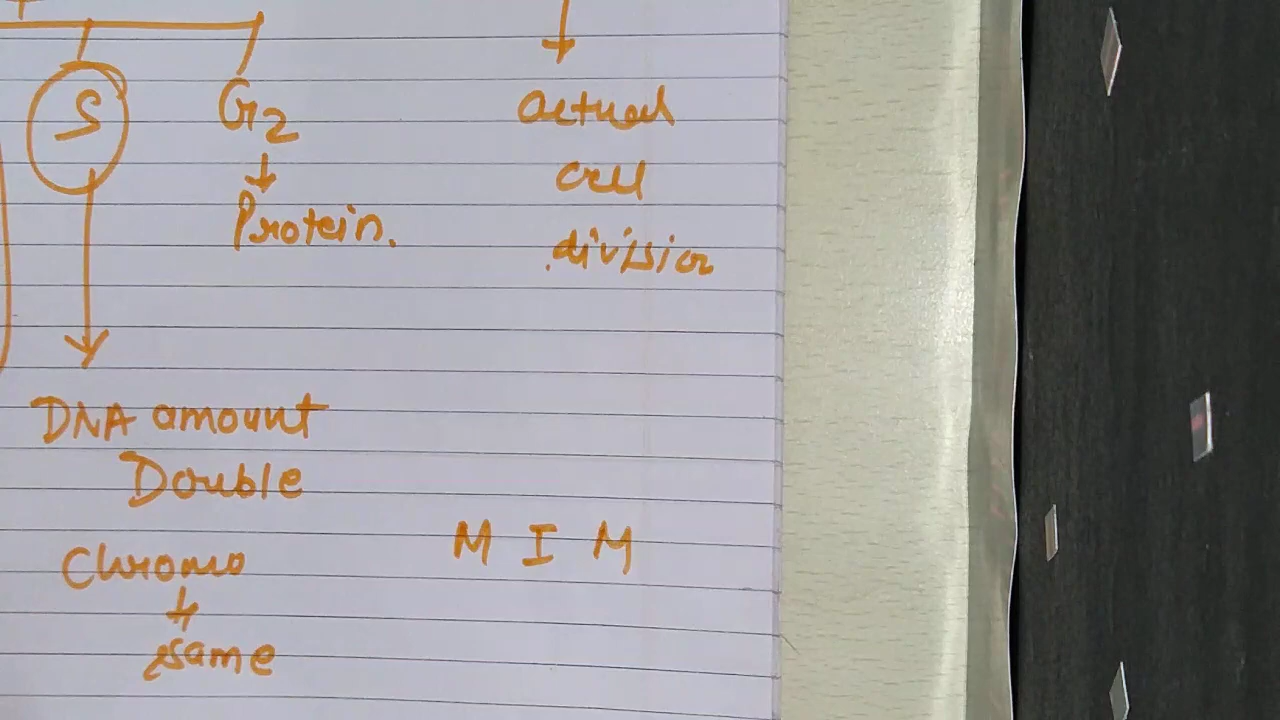 S G2
Protein.
Actual
cell
division
DNA amount
Double
Chromo
same
M I M